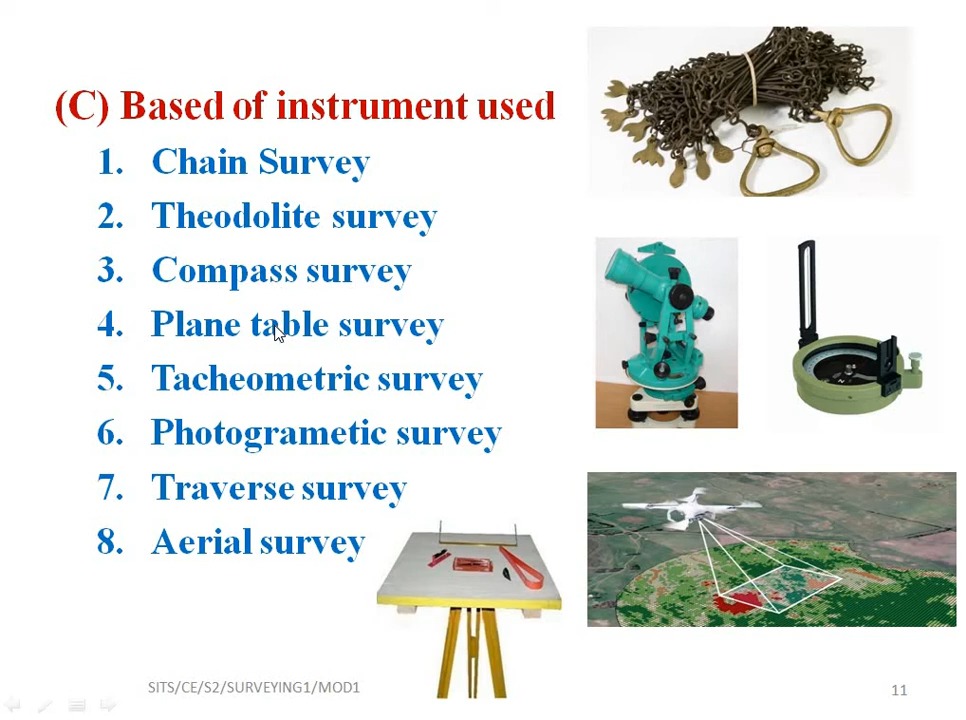 (C) Based of instrument used
1. Chain Survey
2. Theodolite survey
3. Compass survey
4. Plane table survey
5. Tacheometric survey
6. Photogrametic survey
7. Traverse survey
8. Aerial survey
SITS/CE/S2/SURVEYING1/MOD1
11